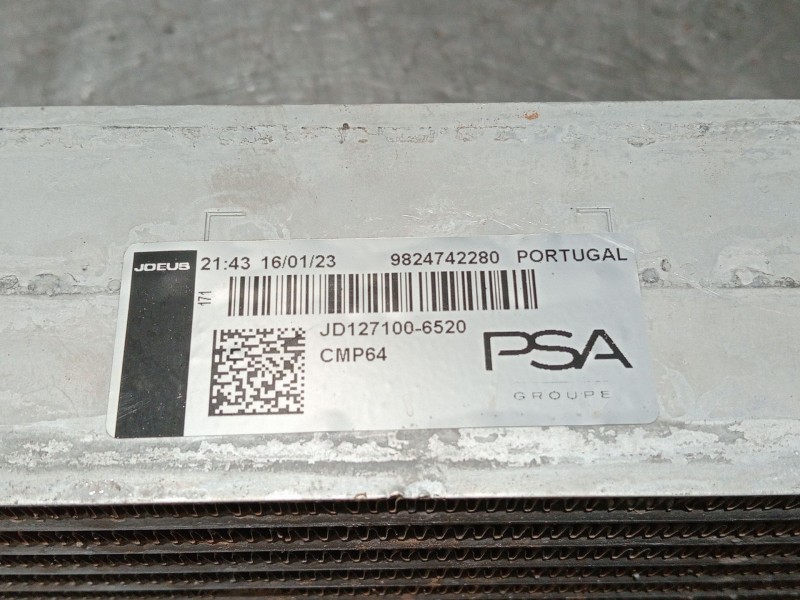 JDEUS 21:43 16/01/23 9824742280 PORTUGAL
171
JD127100-6520
CMP64
PSA
GROUPE